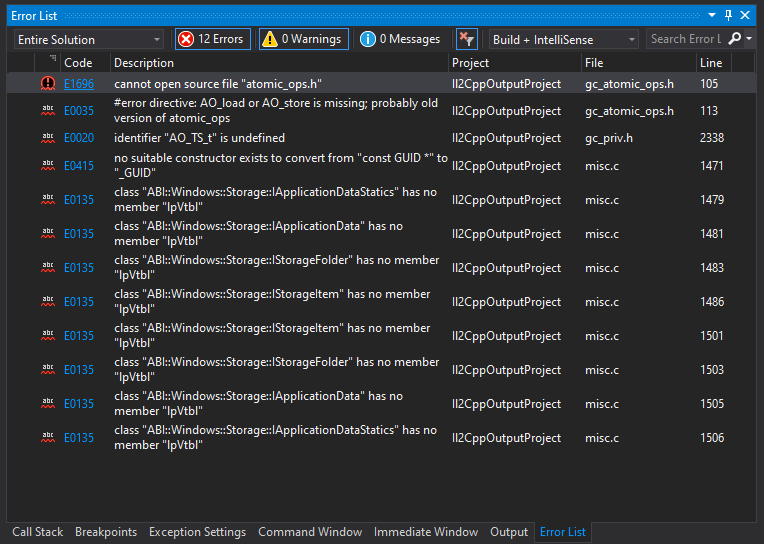 Error List
Entire Solution 12 Errors 0 Warnings 0 Messages Build + IntelliSense Search Error L
Code Description Project File Line
E1696 cannot open source file "atomic_ops.h" Il2CppOutputProject gc_atomic_ops.h 105
abc E0035 #error directive: AO_load or AO_store is missing; probably old Il2CppOutputProject gc_atomic_ops.h 113
version of atomic_ops
abc E0020 identifier "AO_TS_t" is undefined Il2CppOutputProject gc_priv.h 2338
abc E0415 no suitable constructor exists to convert from "const GUID *" to Il2CppOutputProject misc.c 1471
"_GUID"
abc E0135 class "ABI::Windows::Storage::IApplicationDataStatics" has no Il2CppOutputProject misc.c 1479
member "lpVtbl"
abc E0135 class "ABI::Windows::Storage::IApplicationData" has no Il2CppOutputProject misc.c 1481
member "lpVtbl"
abc E0135 class "ABI::Windows::Storage::IStorageFolder" has no member Il2CppOutputProject misc.c 1483
"lpVtbl"
abc E0135 class "ABI::Windows::Storage::IStorageItem" has no member Il2CppOutputProject misc.c 1486
"lpVtbl"
abc E0135 class "ABI::Windows::Storage::IStorageItem" has no member Il2CppOutputProject misc.c 1501
"lpVtbl"
abc E0135 class "ABI::Windows::Storage::IStorageFolder" has no member Il2CppOutputProject misc.c 1503
"lpVtbl"
abc E0135 class "ABI::Windows::Storage::IApplicationData" has no Il2CppOutputProject misc.c 1505
member "lpVtbl"
abc E0135 class "ABI::Windows::Storage::IApplicationDataStatics" has no Il2CppOutputProject misc.c 1506
member "lpVtbl"
Call Stack Breakpoints Exception Settings Command Window Immediate Window Output Error List